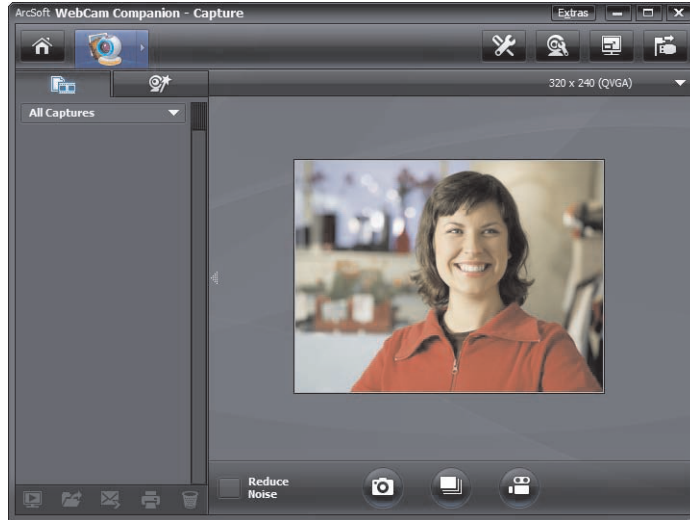 ArcSoft WebCam Companion - Capture
Extras
320 x 240 (QVGA)
All Captures
Reduce
Noise